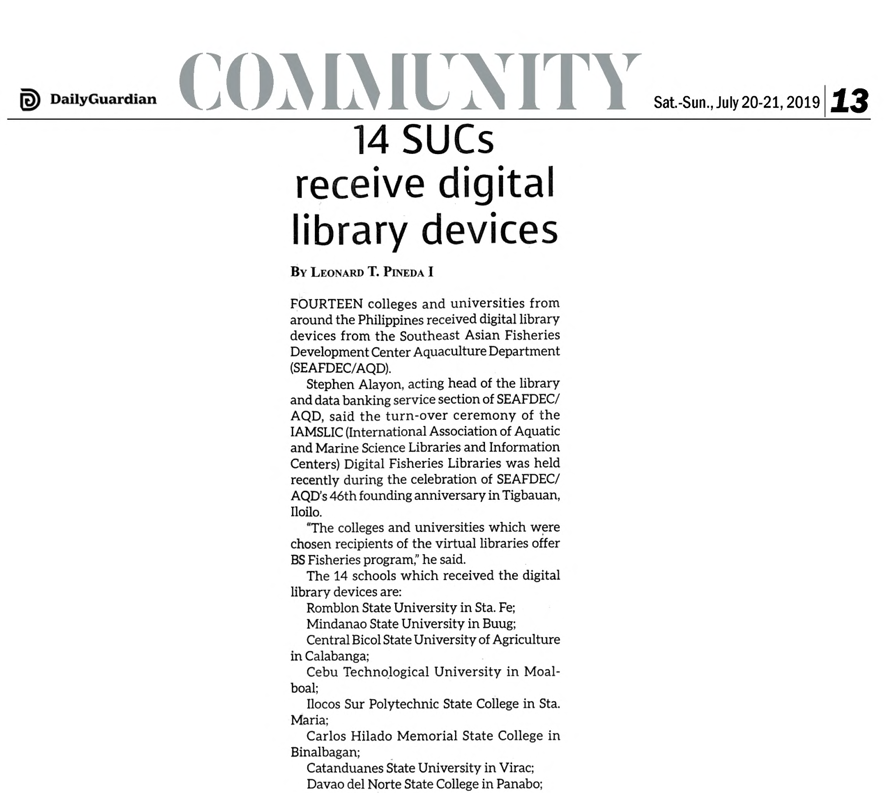 DailyGuardian
COMMUNITY
Sat.-Sun., July 20-21, 2019
13
14 SUCs
receive digital
library devices
BY LEONARD T. PINEDA I
FOURTEEN colleges and universities from
around the Philippines received digital library
devices from the Southeast Asian Fisheries
Development Center Aquaculture Department
(SEAFDEC/AQD).
Stephen Alayon, acting head of the library
and data banking service section of SEAFDEC/
AQD, said the turn-over ceremony of the
IAMSLIC (International Association of Aquatic
and Marine Science Libraries and Information
Centers) Digital Fisheries Libraries was held
recently during the celebration of SEAFDEC/
AQD's 46th founding anniversary in Tigbauan,
Iloilo.
"The colleges and universities which were
chosen recipients of the virtual libraries offer
BS Fisheries program," he said.
The 14 schools which received the digital
library devices are:
Romblon State University in Sta. Fe;
Mindanao State University in Buug;
Central Bicol State University of Agriculture
in Calabanga;
Cebu Technological University in Moal-
boal;
Ilocos Sur Polytechnic State College in Sta.
Maria;
Carlos Hilado Memorial State College in
Binalbagan;
Catanduanes State University in Virac;
Davao del Norte State College in Panabo;